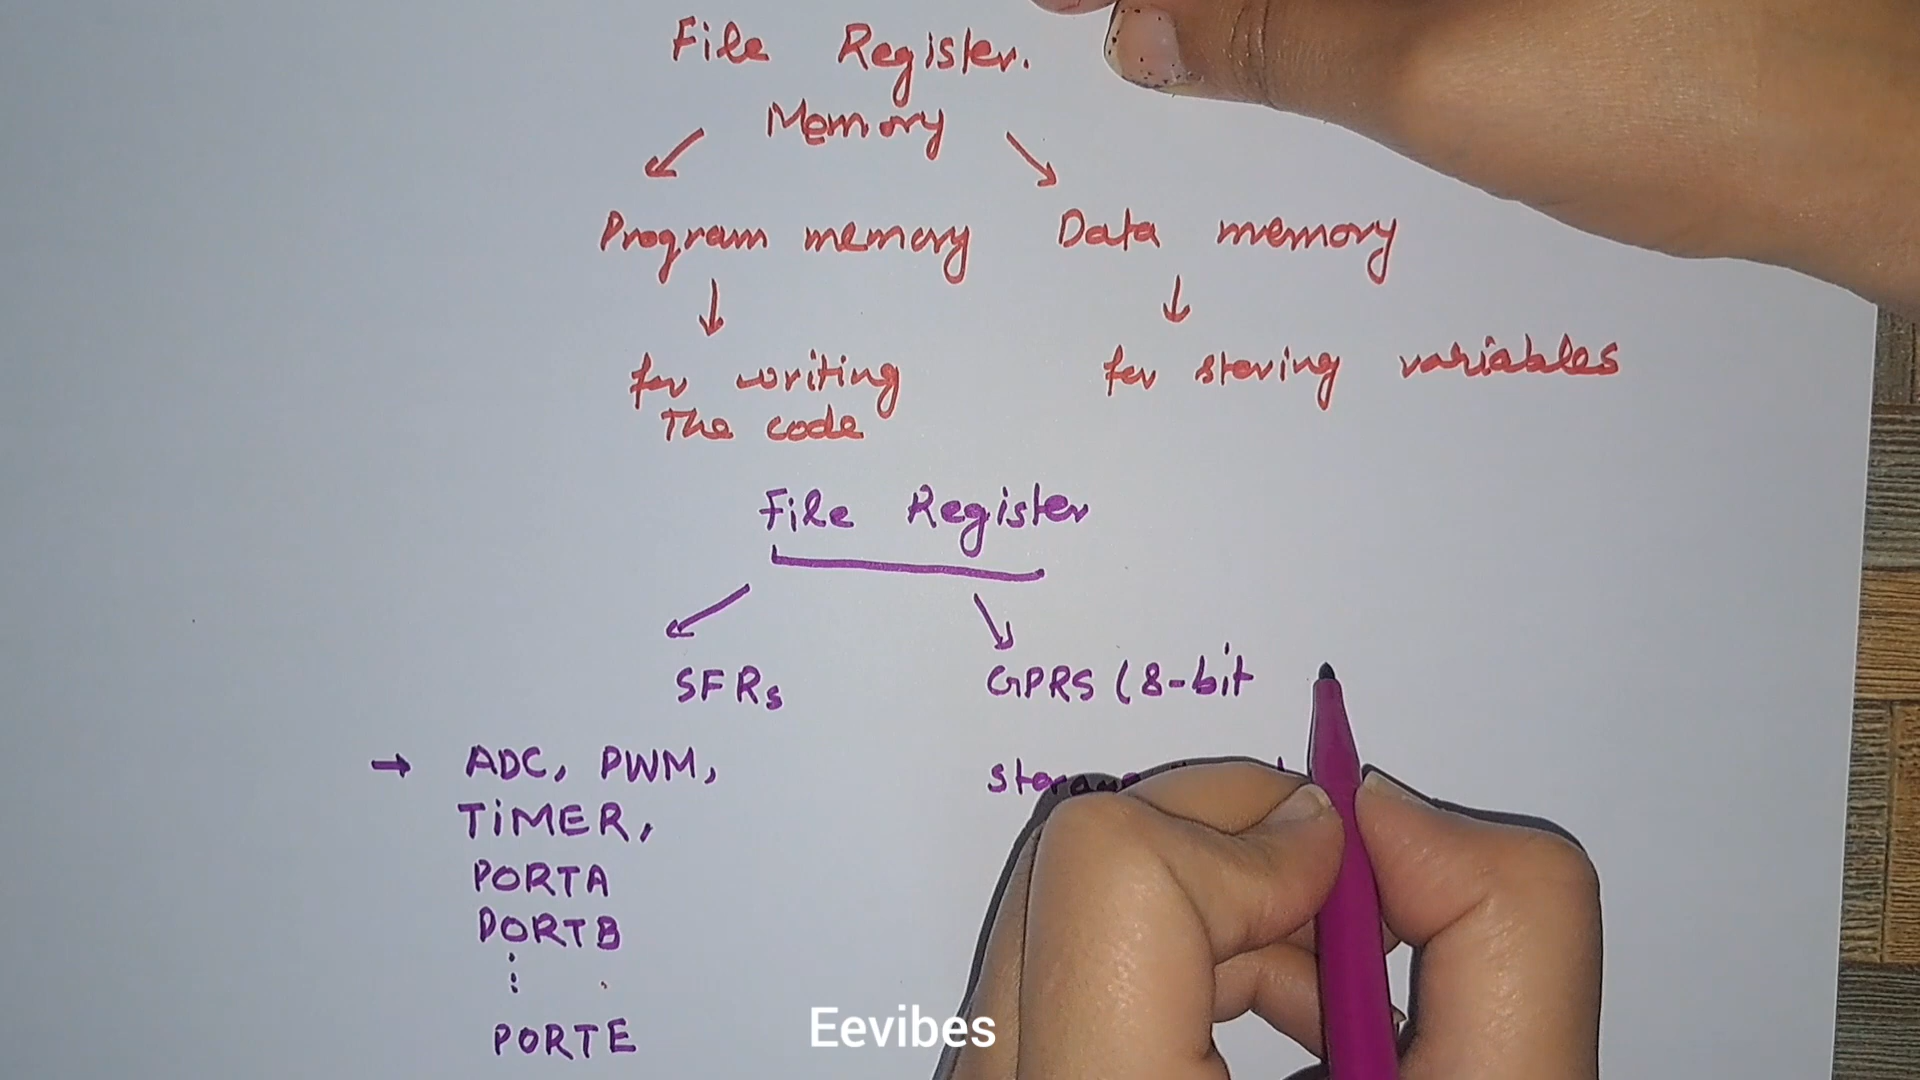 File Register.
Memory
Program memory Data memory
for writing for storing variables
The code
File Register
SFRs GPRS (8-bit
→ ADC, PWM, storage
TiMER,
PORTA
PORTB
⋮
PORTE
Eevibes